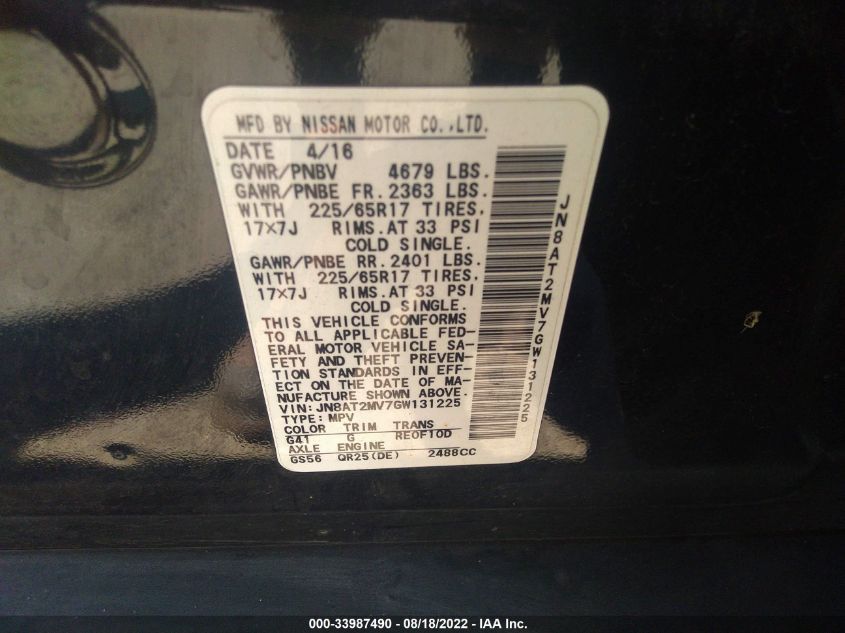 MFD BY NISSAN MOTOR CO.,LTD.
DATE 4/16
GVWR/PNBV 4679 LBS.
GAWR/PNBE FR. 2363 LBS.
WITH 225/65R17 TIRES,
17×7J RIMS.AT 33 PSI
COLD SINGLE.
GAWR/PNBE RR. 2401 LBS.
WITH 225/65R17 TIRES,
17×7J RIMS.AT 33 PSI
COLD SINGLE.
THIS VEHICLE CONFORMS
TO ALL APPLICABLE FED-
ERAL MOTOR VEHICLE SA-
FETY AND THEFT PREVEN-
TION STANDARDS IN EFF-
ECT ON THE DATE OF MA-
NUFACTURE SHOWN ABOVE.
VIN:JN8AT2MV7GW131225
TYPE:MPV
COLOR TRIM TRANS
G41 G RE0F10D
AXLE ENGINE
GS56 QR25(DE) 2488CC
JN8AT2MV7GW131225
000-33987490 - 08/18/2022 - IAA Inc.